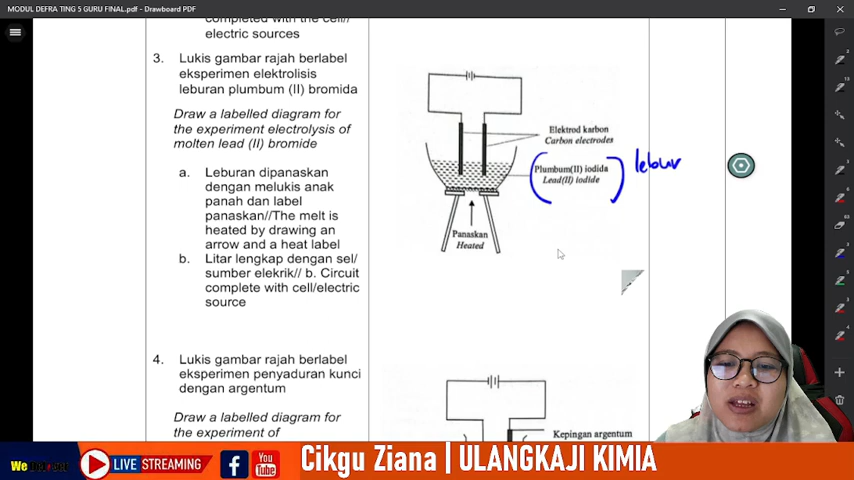 MODUL DEFRA TING 5 GURU FINAL.pdf - Drawboard PDF
completed with the cell//
electric sources
3. Lukis gambar rajah berlabel
eksperimen elektrolisis
leburan plumbum (II) bromida
Draw a labelled diagram for
the experiment electrolysis of
molten lead (II) bromide
a. Leburan dipanaskan
dengan melukis anak
panah dan label
panaskan//The melt is
heated by drawing an
arrow and a heat label
b. Litar lengkap dengan sel/
sumber elekrik// b. Circuit
complete with cell/electric
source
Elektrod karbon
Carbon electrodes
Plumbum(II) iodida
Lead(II) iodide
lebur
Panaskan
Heated
4. Lukis gambar rajah berlabel
eksperimen penyaduran kunci
dengan argentum
Draw a labelled diagram for
the experiment of
Kepingan argentum
LIVE STREAMING
You
Tube
Cikgu Ziana | ULANGKAJI KIMIA